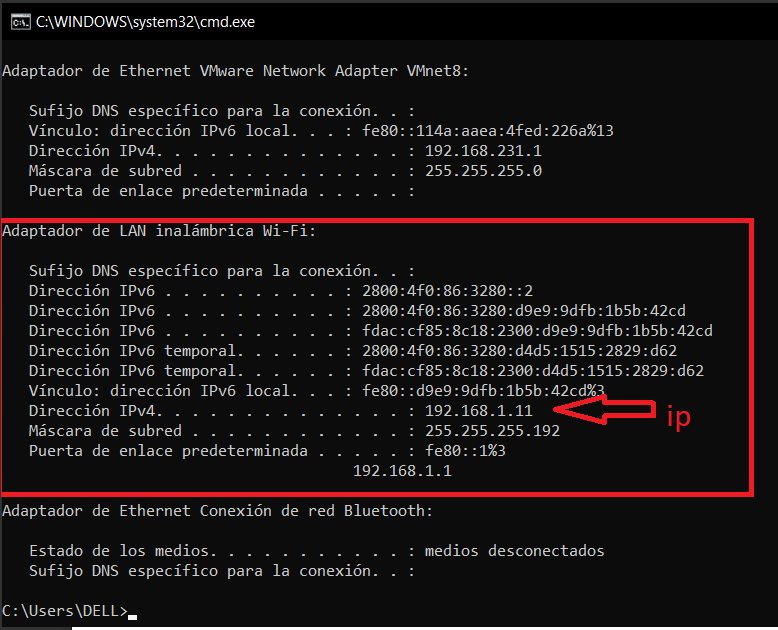 C:\WINDOWS\system32\cmd.exe
Adaptador de Ethernet VMware Network Adapter VMnet8:
Sufijo DNS específico para la conexión. . :
Vínculo: dirección IPv6 local. . . : fe80::114a:aaea:4fed:226a%13
Dirección IPv4. . . . . . . . . . . . . . : 192.168.231.1
Máscara de subred . . . . . . . . . . . . : 255.255.255.0
Puerta de enlace predeterminada . . . . . :
Adaptador de LAN inalámbrica Wi-Fi:
Sufijo DNS específico para la conexión. . :
Dirección IPv6 . . . . . . . . . . : 2800:4f0:86:3280::2
Dirección IPv6 . . . . . . . . . . : 2800:4f0:86:3280:d9e9:9dfb:1b5b:42cd
Dirección IPv6 . . . . . . . . . . : fdac:cf85:8c18:2300:d9e9:9dfb:1b5b:42cd
Dirección IPv6 temporal. . . . . . : 2800:4f0:86:3280:d4d5:1515:2829:d62
Dirección IPv6 temporal. . . . . . : fdac:cf85:8c18:2300:d4d5:1515:2829:d62
Vínculo: dirección IPv6 local. . . : fe80::d9e9:9dfb:1b5b:42cd%3
Dirección IPv4. . . . . . . . . . . . . . : 192.168.1.11 ip
Máscara de subred . . . . . . . . . . . . : 255.255.255.192
Puerta de enlace predeterminada . . . . . : fe80::1%3
192.168.1.1
Adaptador de Ethernet Conexión de red Bluetooth:
Estado de los medios. . . . . . . . . . . : medios desconectados
Sufijo DNS específico para la conexión. . :
C:\Users\DELL>_